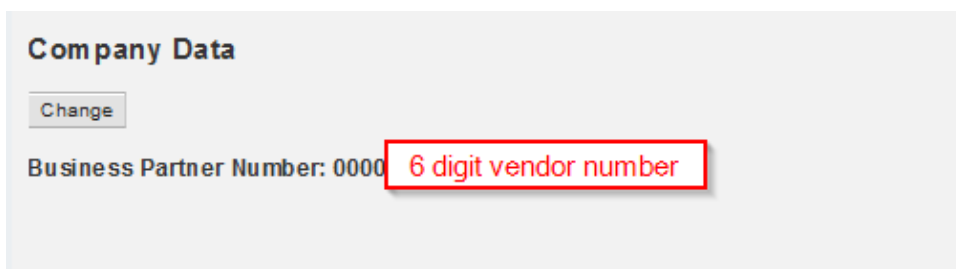 Company Data
Change
Business Partner Number: 0000 6 digit vendor number